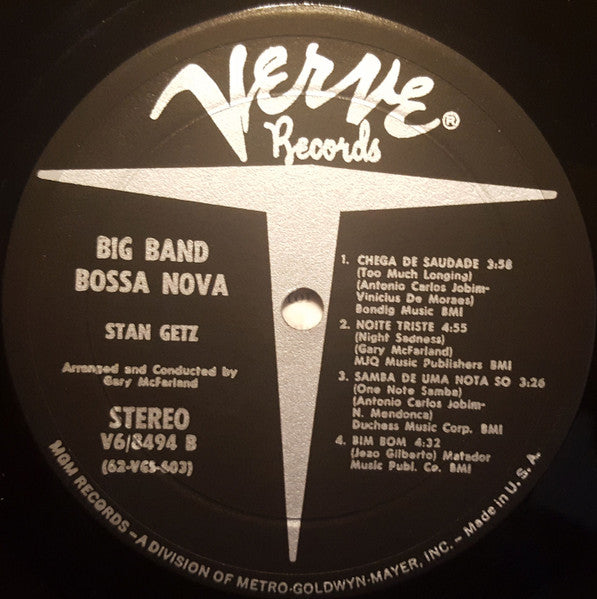 Verve®
Records
BIG BAND
BOSSA NOVA
STAN GETZ
Arranged and Conducted by
Gary McFarland
STEREO
V6/8494 B
(62-VGS-603)
1. CHEGA DE SAUDADE 3:58
(Too Much Longing)
(Antonio Carlos Jobim-
Vinicius De Moraes)
Bendig Music BMI
2. NOITE TRISTE 4:55
(Night Sadness)
(Gary McFarland)
MJQ Music Publishers BMI
3. SAMBA DE UMA NOTA SO 3:26
(One Note Samba)
(Antonio Carlos Jobim-
N. Mendonca)
Duchess Music Corp. BMI
4. BIM BOM 4:32
(Joao Gilberto) Matador
Music Publ. Co. BMI
MGM RECORDS – A DIVISION OF METRO-GOLDWYN-MAYER, INC. – Made in U. S. A.